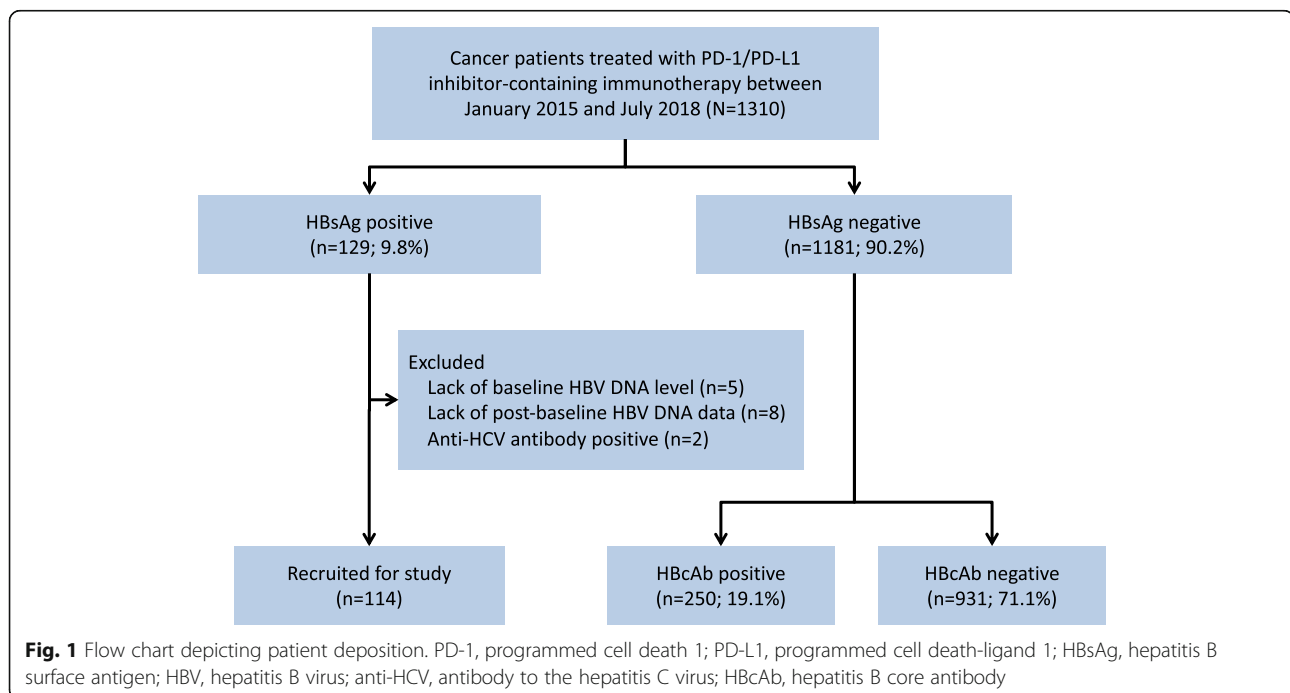 Cancer patients treated with PD-1/PD-L1
inhibitor-containing immunotherapy between
January 2015 and July 2018 (N=1310)
HBsAg positive
(n=129; 9.8%)
HBsAg negative
(n=1181; 90.2%)
Excluded
Lack of baseline HBV DNA level (n=5)
Lack of post-baseline HBV DNA data (n=8)
Anti-HCV antibody positive (n=2)
Recruited for study
(n=114)
HBcAb positive
(n=250; 19.1%)
HBcAb negative
(n=931; 71.1%)
Fig. 1 Flow chart depicting patient deposition. PD-1, programmed cell death 1; PD-L1, programmed cell death-ligand 1; HBsAg, hepatitis B
surface antigen; HBV, hepatitis B virus; anti-HCV, antibody to the hepatitis C virus; HBcAb, hepatitis B core antibody